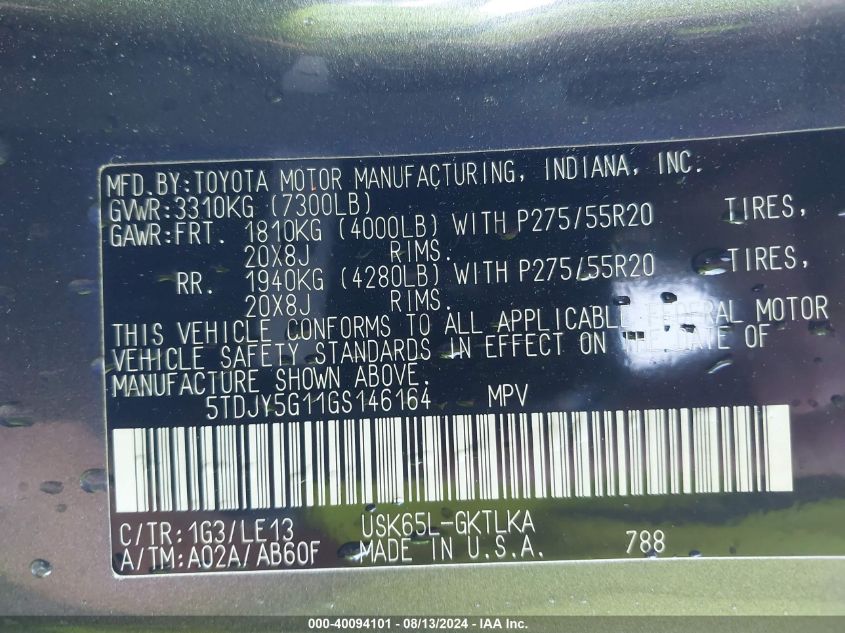 MFD.BY:TOYOTA MOTOR MANUFACTURING, INDIANA, INC.
GVWR:3310KG (7300LB)
GAWR:FRT. 1810KG (4000LB) WITH P275/55R20 TIRES,
20X8J RIMS.
RR. 1940KG (4280LB) WITH P275/55R20 TIRES,
20X8J RIMS.
THIS VEHICLE CONFORMS TO ALL APPLICABLE FEDERAL MOTOR
VEHICLE SAFETY STANDARDS IN EFFECT ON THE DATE OF
MANUFACTURE SHOWN ABOVE.
5TDJY5G11GS146164 MPV
C/TR:1G3/LE13 USK65L-GKTLKA
A/TM:A02A/AB60F MADE IN U.S.A. 788
000-40094101 - 08/13/2024 - IAA Inc.